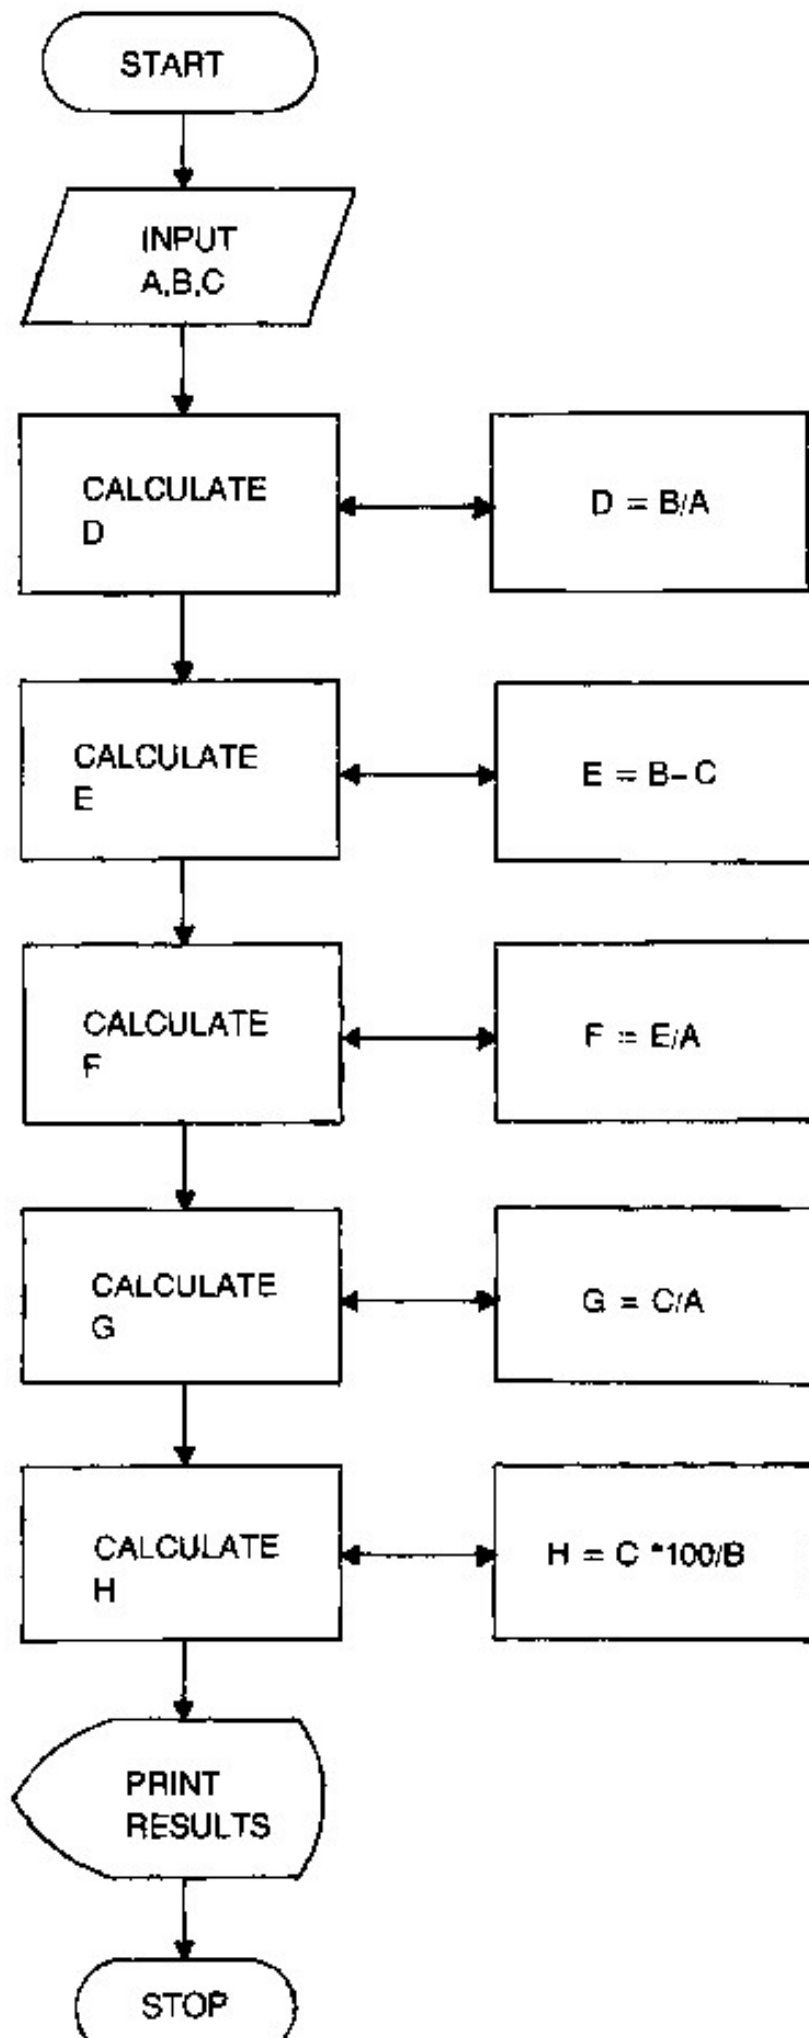 START
INPUT
A,B,C
CALCULATE
D
D = B/A
CALCULATE
E
E = B-C
CALCULATE
F
F = E/A
CALCULATE
G
G = C/A
CALCULATE
H
H = C *100/B
PRINT
RESULTS
STOP